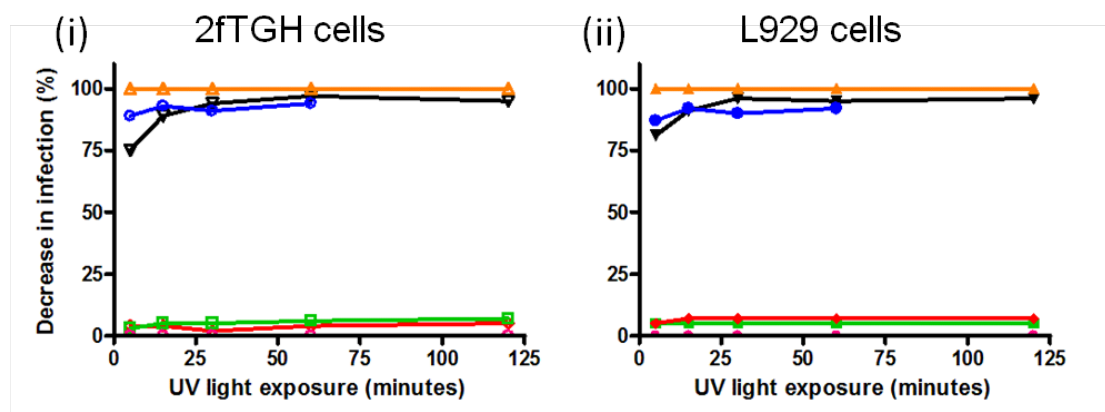 (i) 2fTGH cells
(ii) L929 cells
Decrease in infection (%)
100
75
50
25
0
0 25 50 75 100 125
UV light exposure (minutes)
100
75
50
25
0
0 25 50 75 100 125
UV light exposure (minutes)